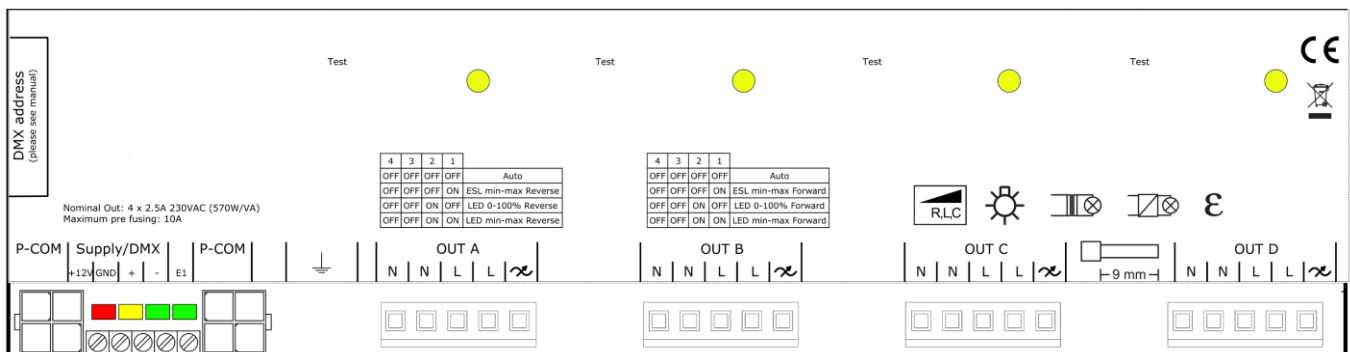 DMX address
(please see manual)
Test
Test
Test
Test
CE
4 3 2 1
OFF OFF OFF OFF Auto
OFF OFF OFF ON ESL min-max Reverse
OFF OFF ON OFF LED 0-100% Reverse
OFF OFF ON ON LED min-max Reverse
4 3 2 1
OFF OFF OFF OFF Auto
OFF OFF OFF ON ESL min-max Forward
OFF OFF ON OFF LED 0-100% Forward
OFF OFF ON ON LED min-max Forward
R,L,C
ε
Nominal Out: 4 x 2.5A 230VAC (570W/VA)
Maximum pre fusing: 10A
P-COM Supply/DMX P-COM
+12V GND + - E1
OUT A
N N L L
OUT B
N N L L
OUT C
N N L L
9 mm
OUT D
N N L L